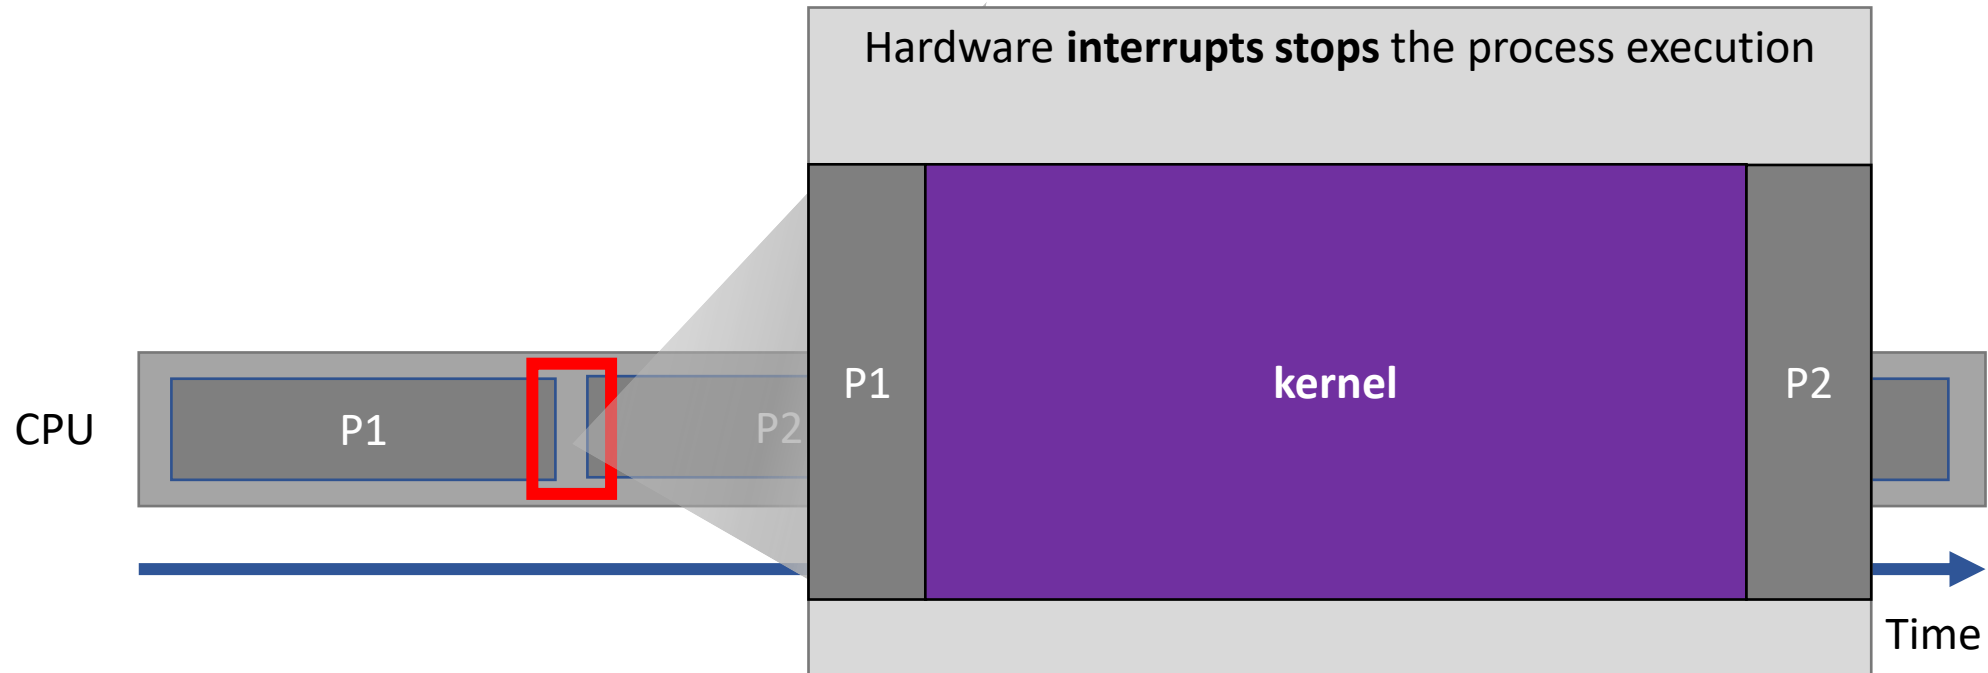 Hardware interrupts stops the process execution
P1
kernel
P2
CPU
P1
P2
Time